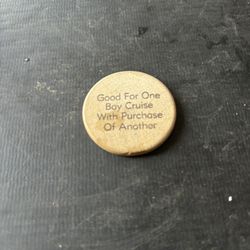 Good For One
Bay Cruise
With Purchase
Of Another